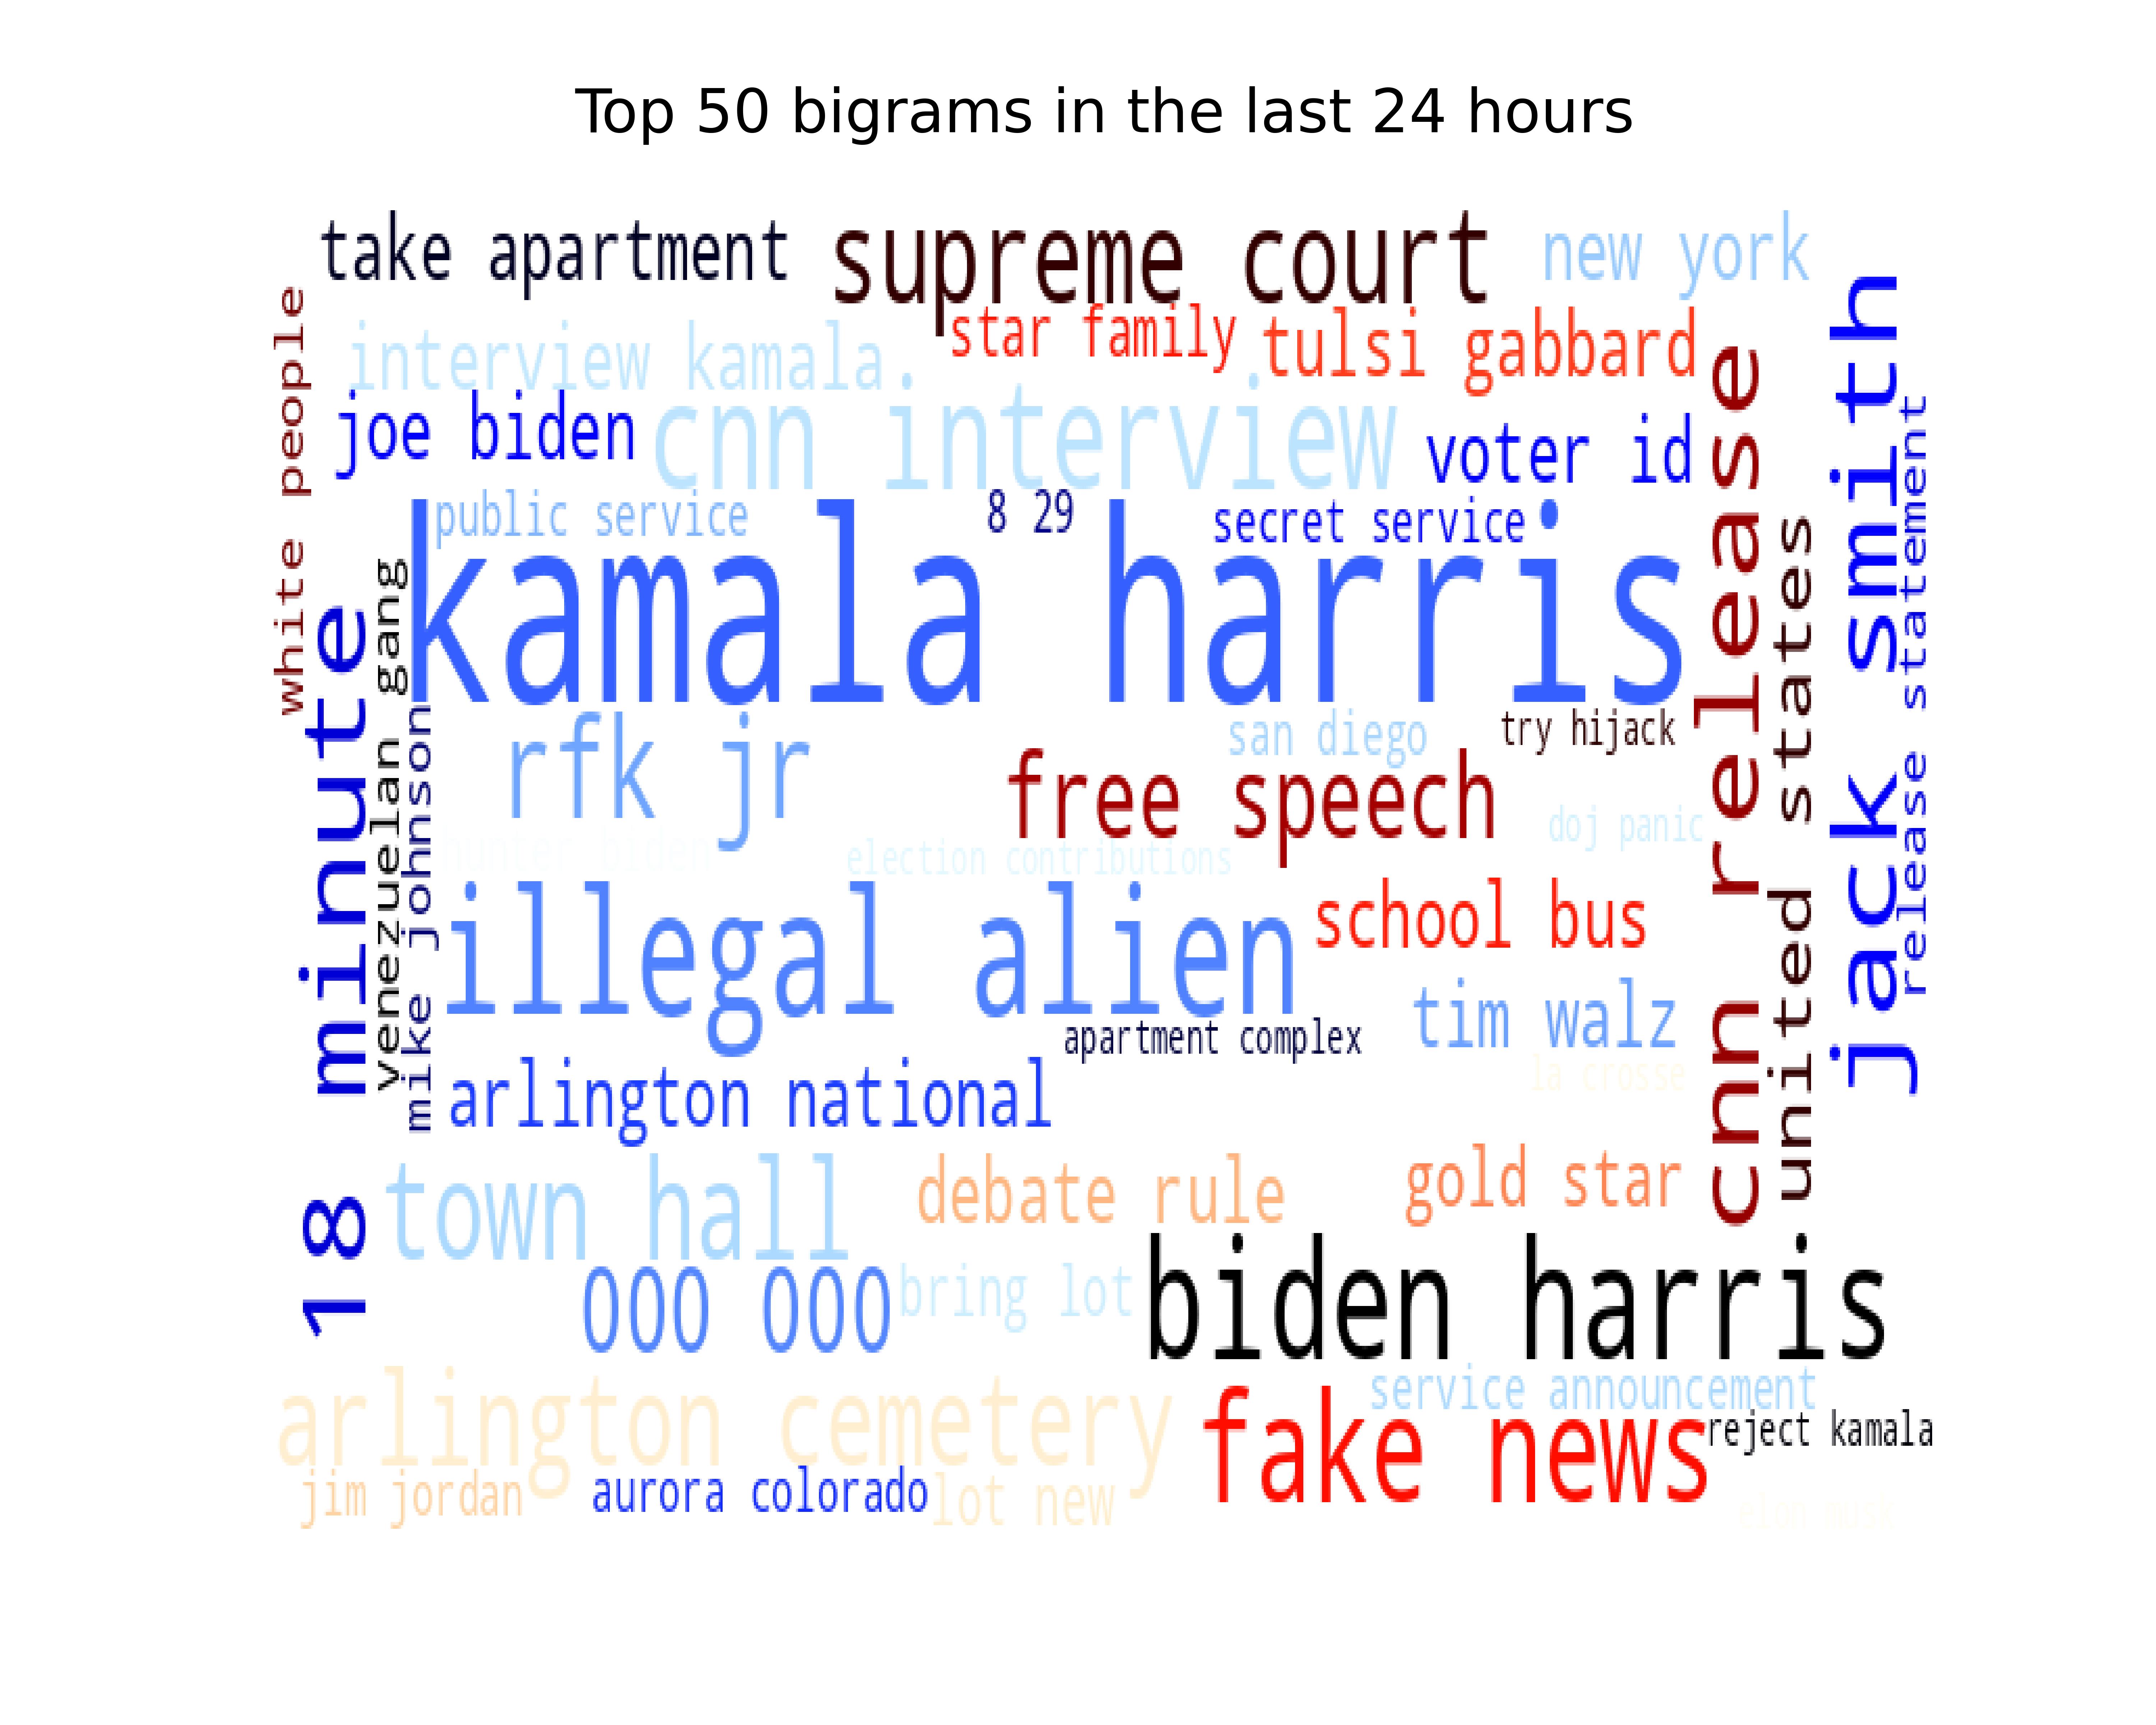 Top 50 bigrams in the last 24 hours
take apartment
supreme court
new york
white people
interview kamala
star family
tulsi gabbard
joe biden
cnn interview
voter id
cnn release
jack smith
release statement
public service
8 29
secret service
kamala harris
united states
18 minute
venezuelan gang
mike johnson
rfk jr
san diego
try hijack
free speech
doj panic
hunter biden
election contributions
illegal alien
school bus
tim walz
apartment complex
la crosse
arlington national
town hall
debate rule
gold star
000 000
bring lot
biden harris
arlington cemetery
service announcement
fake news
reject kamala
jim jordan
aurora colorado
lot new
elon musk